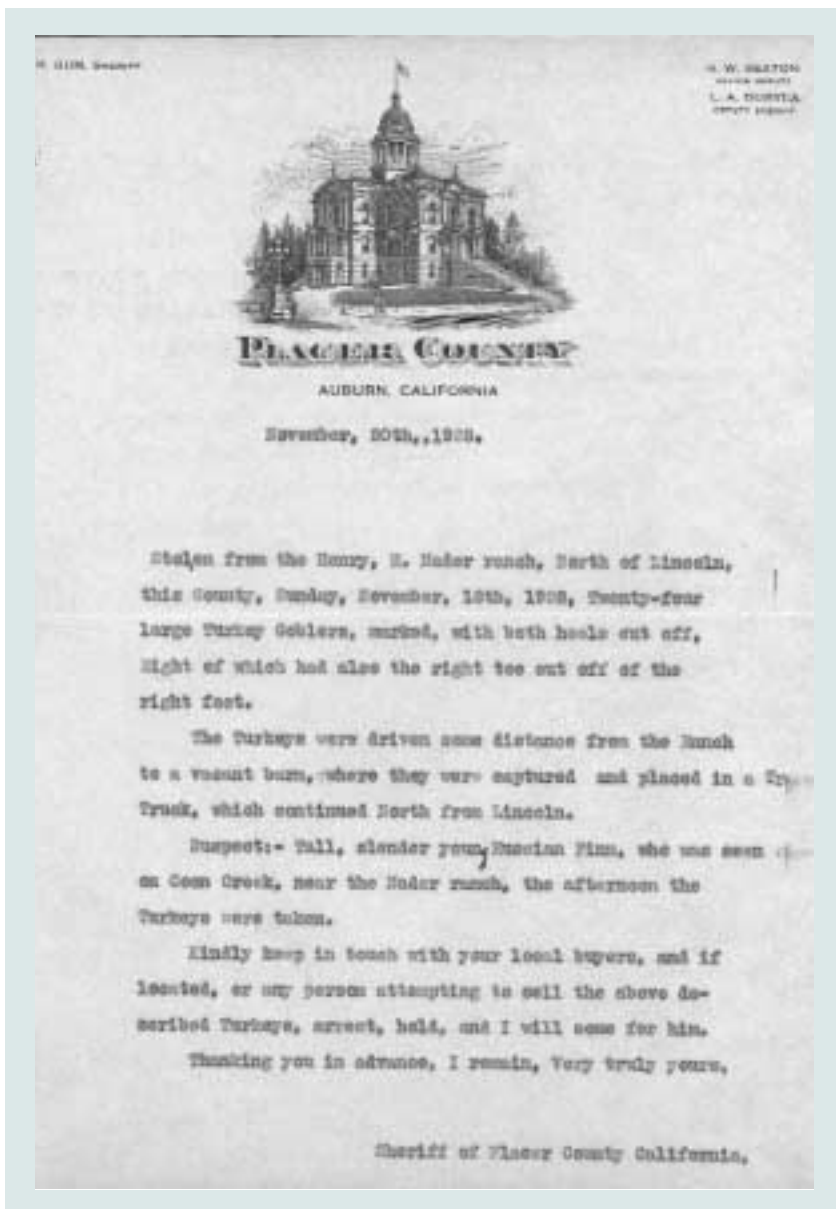 H. W.
L. A.
PLACER COUNTY
AUBURN, CALIFORNIA
November, 20th,,
Stolen from the Henry, H. Nader ranch, North of Lincoln,
this County, Sunday, November, 18th, 1928, Twenty-four
large Turkey Goblers, marked, with both heels cut off,
Eight of which had also the right toe cut off of the
right feet.
The Turkeys were driven some distance from the Ranch
to a vacant barn, where they were captured and placed in a
Truck, which continued North from Lincoln.
Suspect:- Tall, slender young Russian Finn, who was seen
on Coon Creek, near the Nader ranch, the afternoon the
Turkeys were taken.
Kindly keep in touch with your local buyers, and if
located, or any person attempting to sell the above de-
scribed Turkeys, arrest, hold, and I will come for him.
Thanking you in advance, I remain, Very truly yours,
Sheriff of Placer County California.